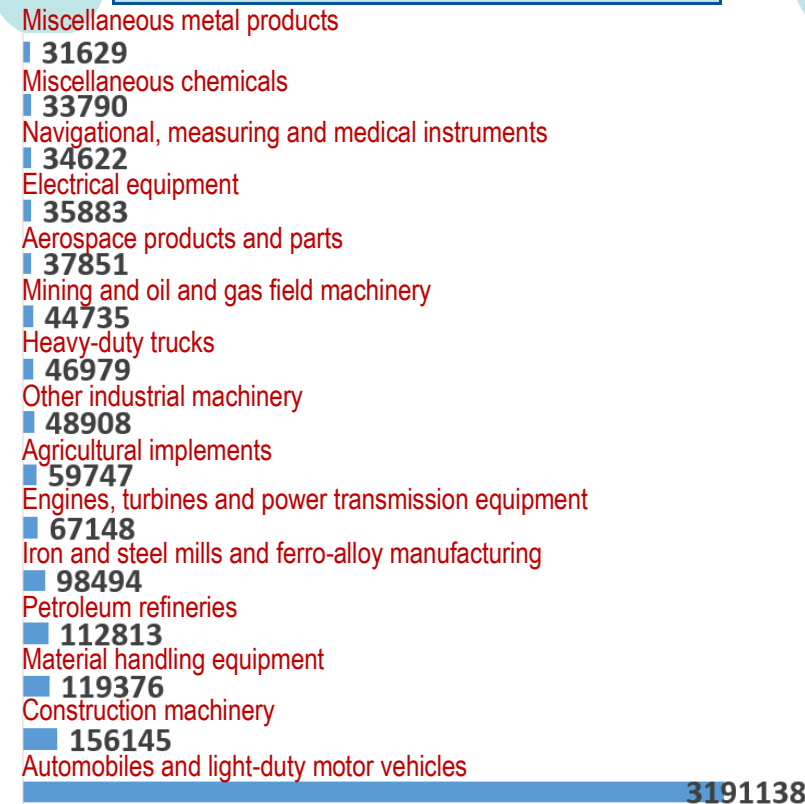 Miscellaneous metal products
31629
Miscellaneous chemicals
33790
Navigational, measuring and medical instruments
34622
Electrical equipment
35883
Aerospace products and parts
37851
Mining and oil and gas field machinery
44735
Heavy-duty trucks
46979
Other industrial machinery
48908
Agricultural implements
59747
Engines, turbines and power transmission equipment
67148
Iron and steel mills and ferro-alloy manufacturing
98494
Petroleum refineries
112813
Material handling equipment
119376
Construction machinery
156145
Automobiles and light-duty motor vehicles
3191138